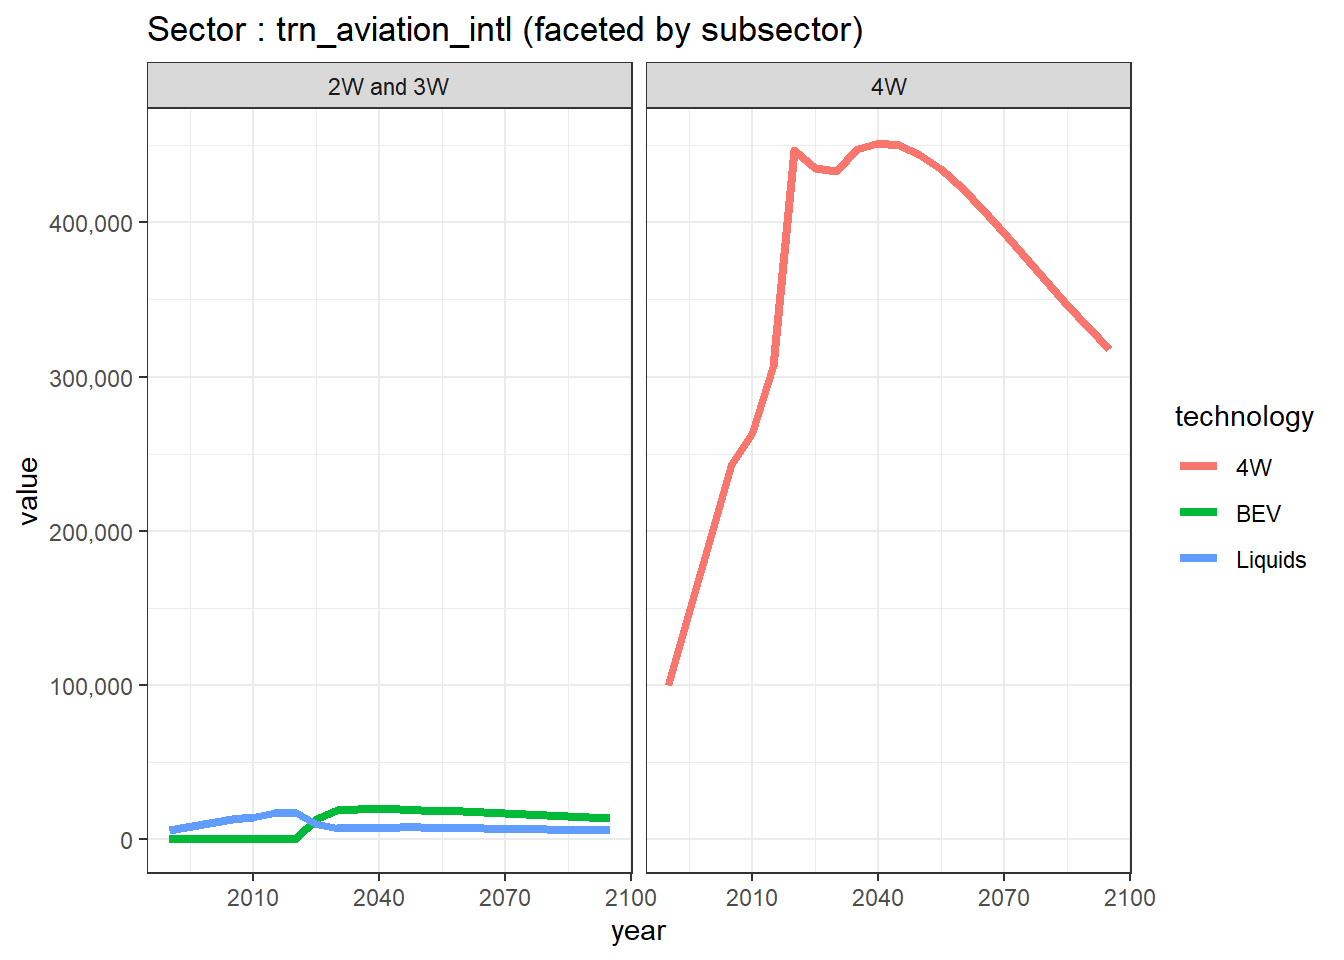 Sector : trn_aviation_intl (faceted by subsector)
2W and 3W
4W
value
400,000
300,000
200,000
100,000
0
2010
2040
2070
2100
2010
2040
2070
2100
year
technology
4W
BEV
Liquids